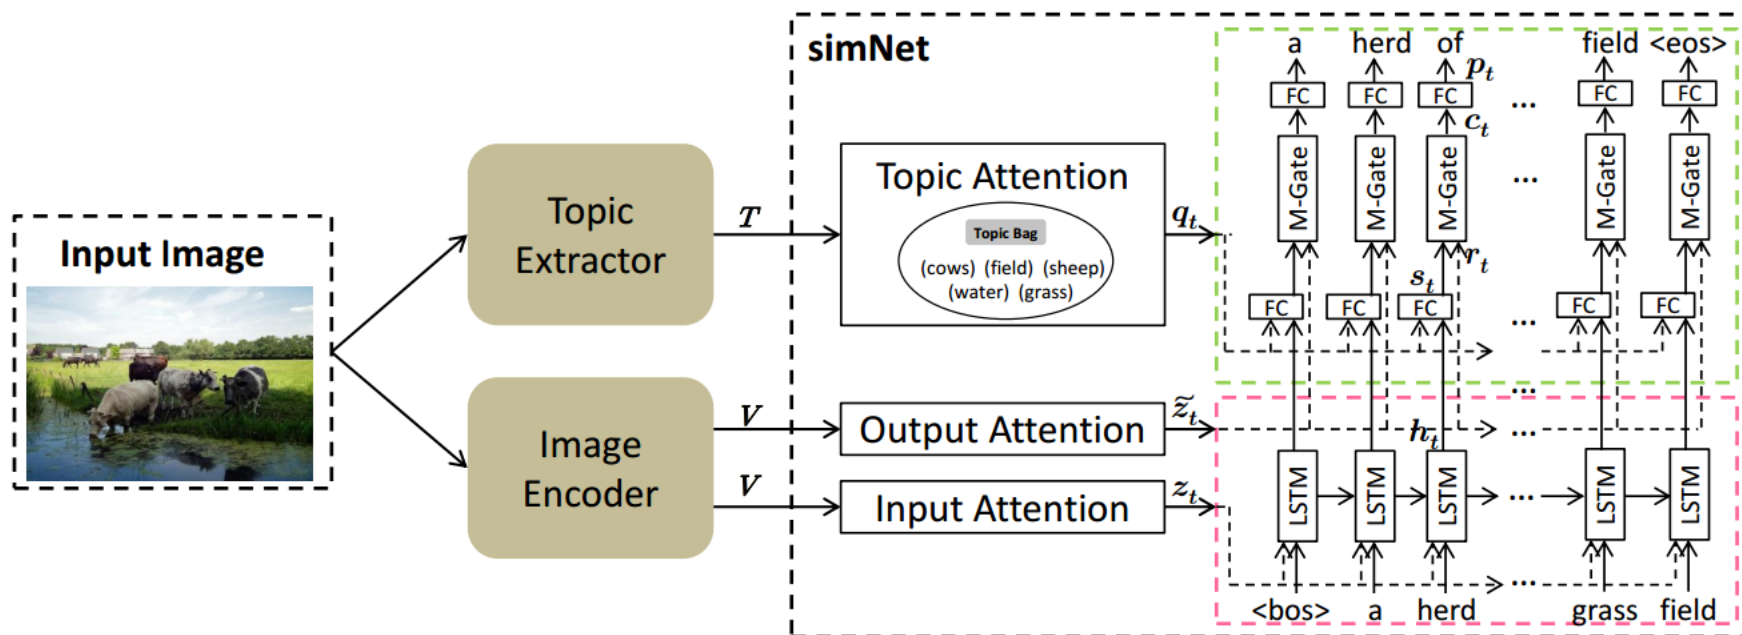 simNet
a herd of field <eos>
p_t
FC FC FC ... FC FC
c_t
M-Gate M-Gate M-Gate ... M-Gate M-Gate
r_t
s_t
FC FC FC ... FC FC
...
h_t
...
LSTM LSTM LSTM ... LSTM LSTM
...
<bos> a herd grass field
Input Image
Topic
Extractor
T
Topic Attention
Topic Bag
(cows) (field) (sheep)
(water) (grass)
q_t
Image
Encoder
V
Output Attention
z̃_t
V
Input Attention
z_t